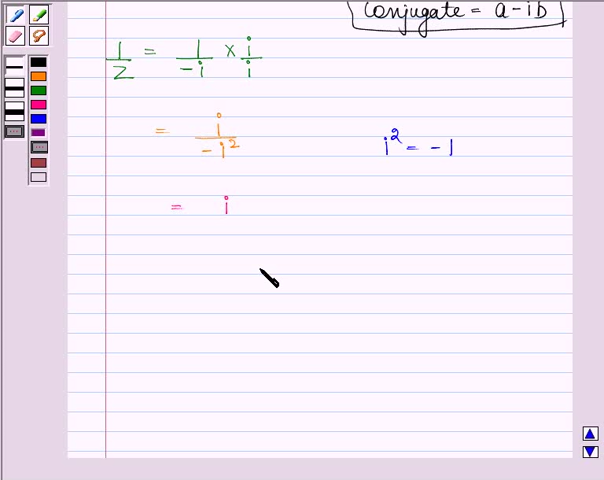 Conjugate = a - ib
1/z = 1/-i × i/i
= i/-i²
i² = -1
= i